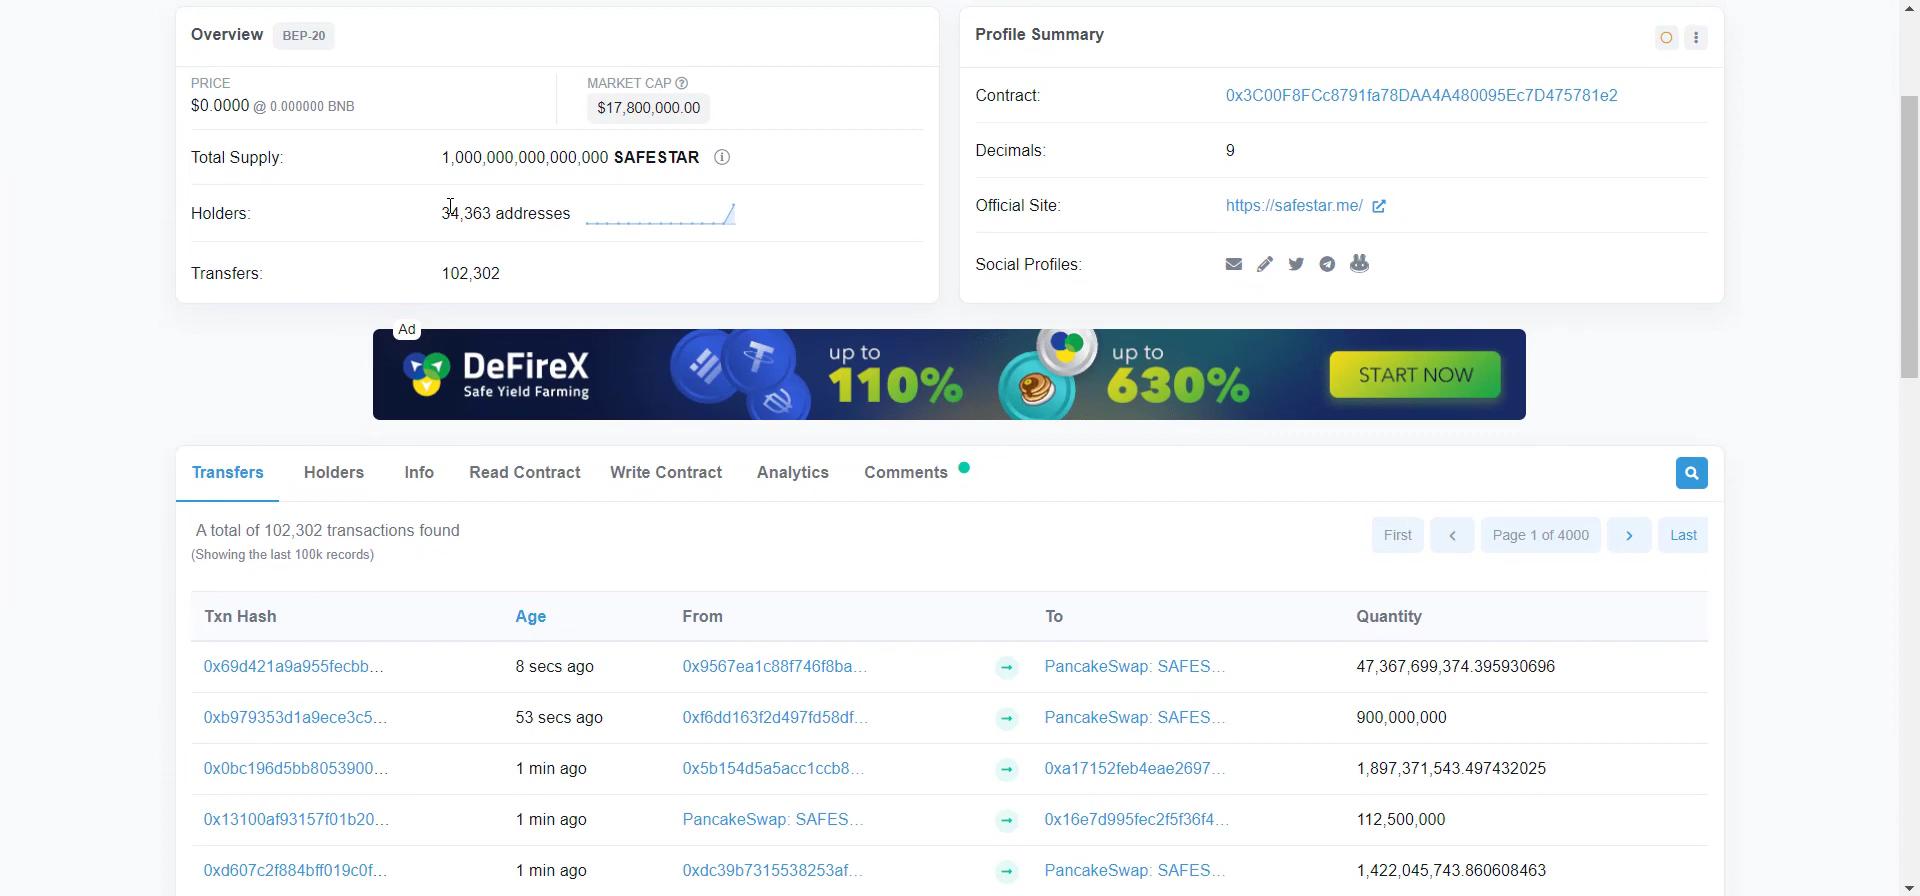 Overview BEP-20
PRICE
$0.0000 @ 0.000000 BNB
MARKET CAP
$17,800,000.00
Total Supply: 1,000,000,000,000,000 SAFESTAR
Holders: 34,363 addresses
Transfers: 102,302
Profile Summary
Contract: 0x3C00F8FCc8791fa78DAA4A480095Ec7D475781e2
Decimals: 9
Official Site: https://safestar.me/
Social Profiles:
Ad
DeFireX
Safe Yield Farming
up to
110%
up to
630%
START NOW
Transfers Holders Info Read Contract Write Contract Analytics Comments
A total of 102,302 transactions found
(Showing the last 100k records)
First Page 1 of 4000 Last
Txn Hash Age From To Quantity
0x69d421a9a955fecbb... 8 secs ago 0x9567ea1c88f746f8ba... PancakeSwap: SAFES... 47,367,699,374.395930696
0xb979353d1a9ece3c5... 53 secs ago 0xf6dd163f2d497fd58df... PancakeSwap: SAFES... 900,000,000
0x0bc196d5bb8053900... 1 min ago 0x5b154d5a5acc1ccb8... 0xa17152feb4eae2697... 1,897,371,543.497432025
0x13100af93157f01b20... 1 min ago PancakeSwap: SAFES... 0x16e7d995fec2f5f36f4... 112,500,000
0xd607c2f884bff019c0f... 1 min ago 0xdc39b7315538253af... PancakeSwap: SAFES... 1,422,045,743.860608463